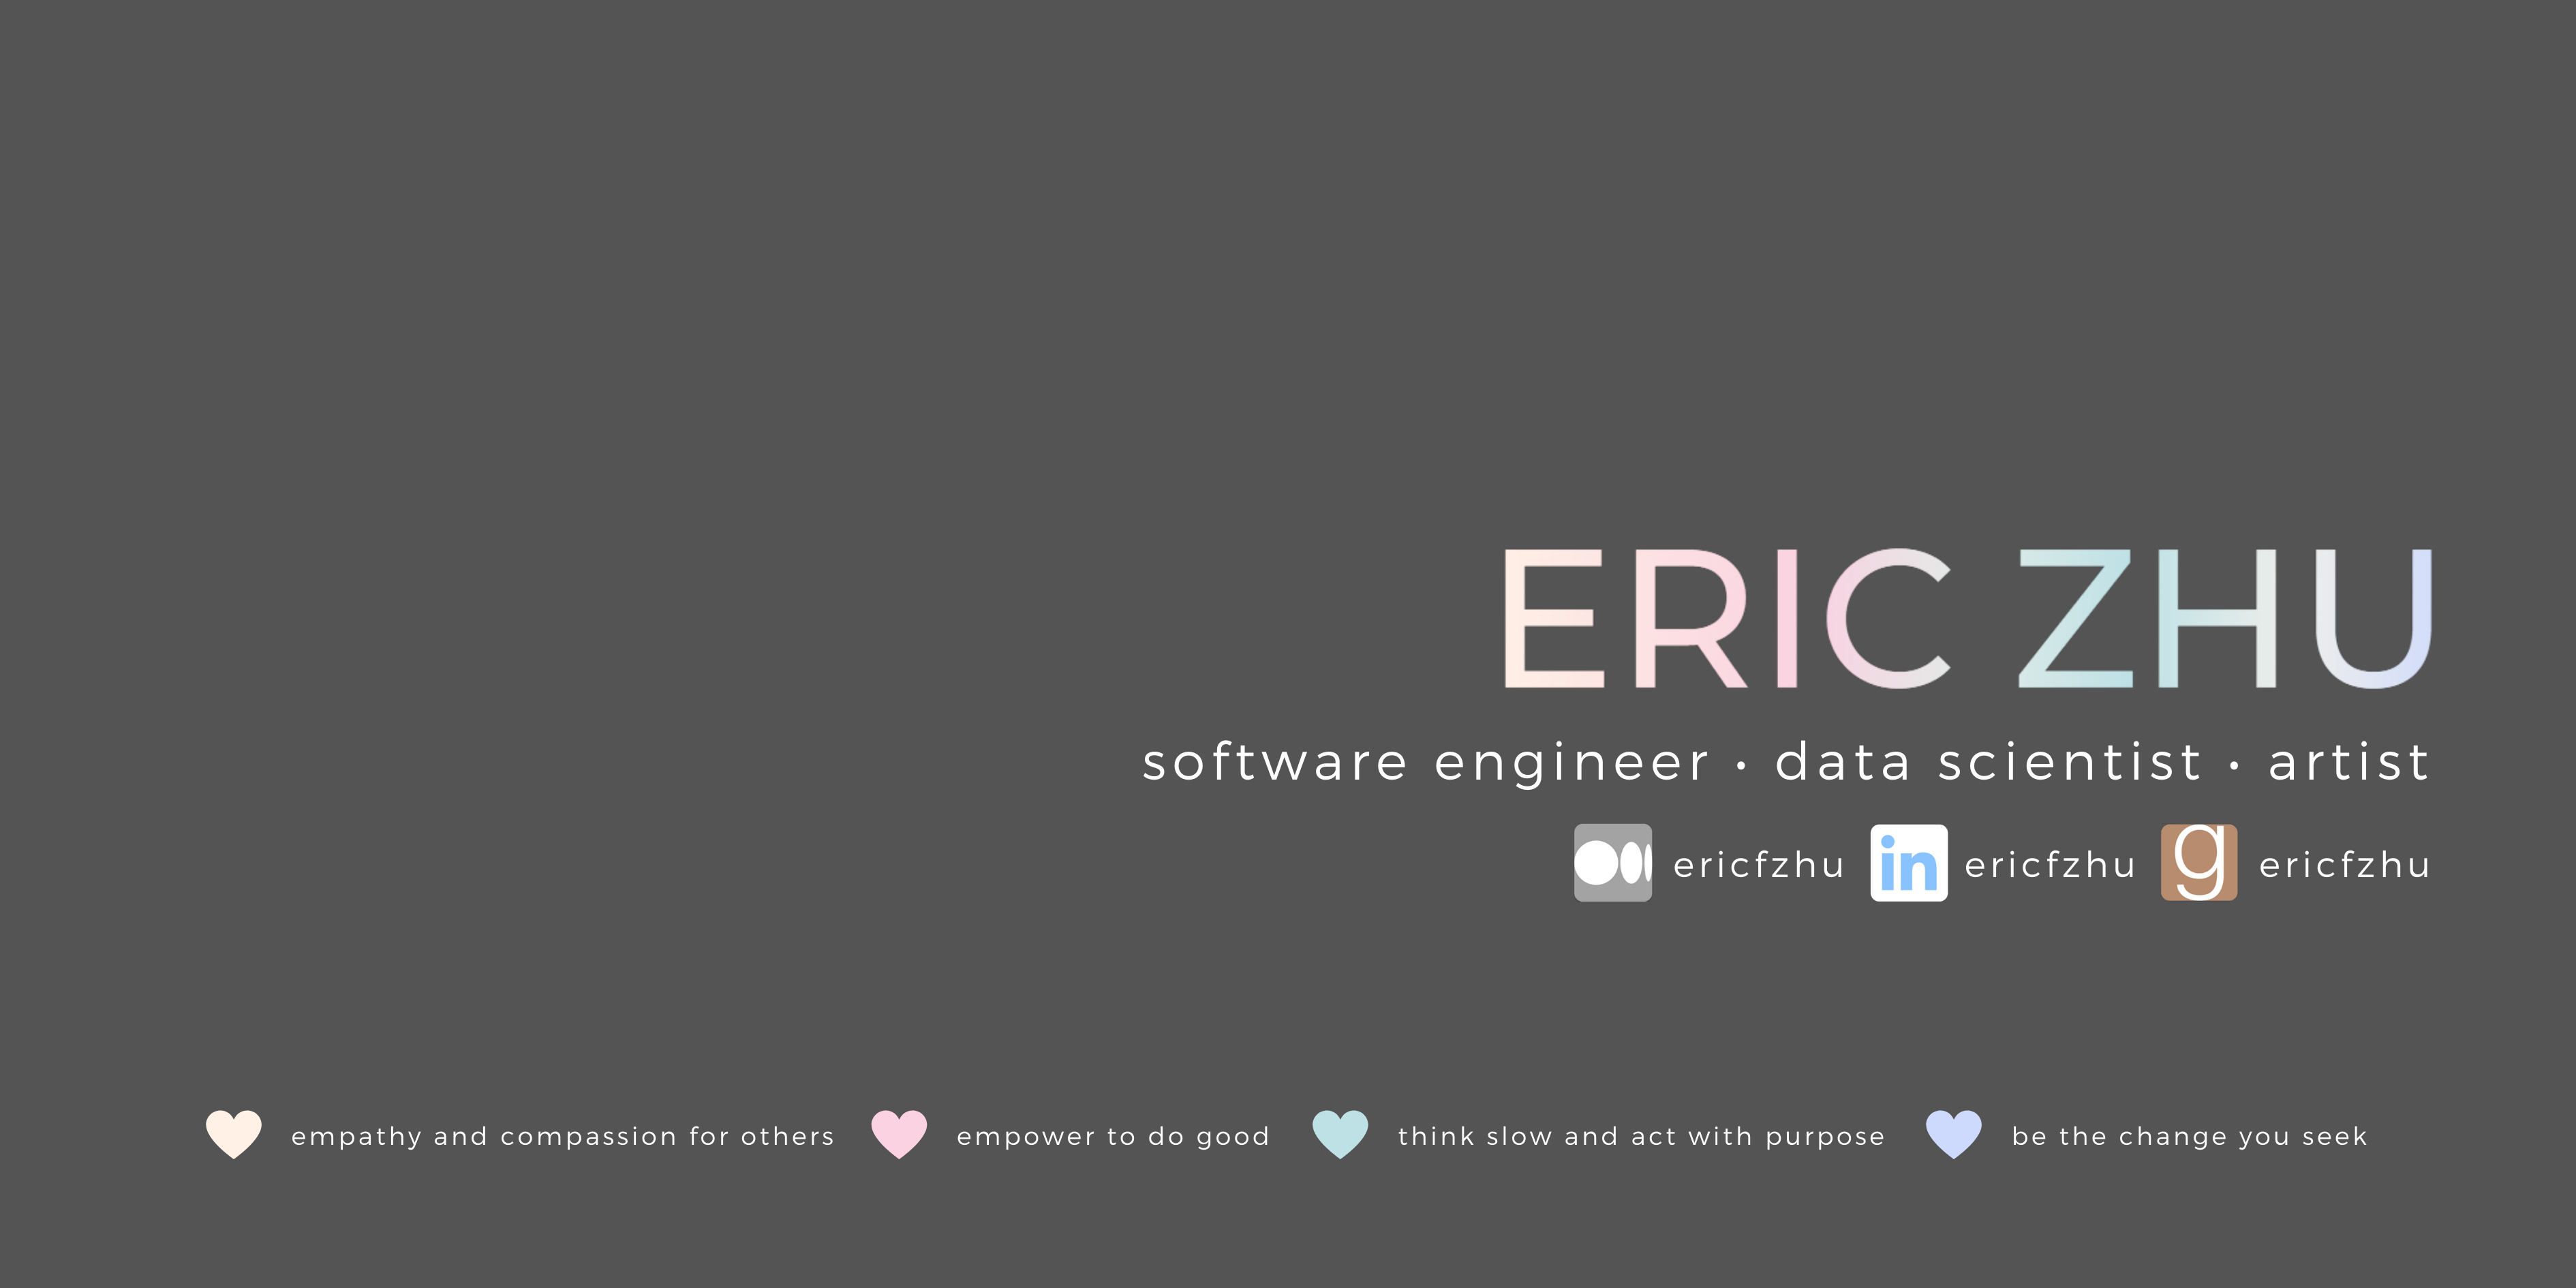 ERIC ZHU
software engineer · data scientist · artist
ericfzhu in ericfzhu g ericfzhu
empathy and compassion for others empower to do good think slow and act with purpose be the change you seek